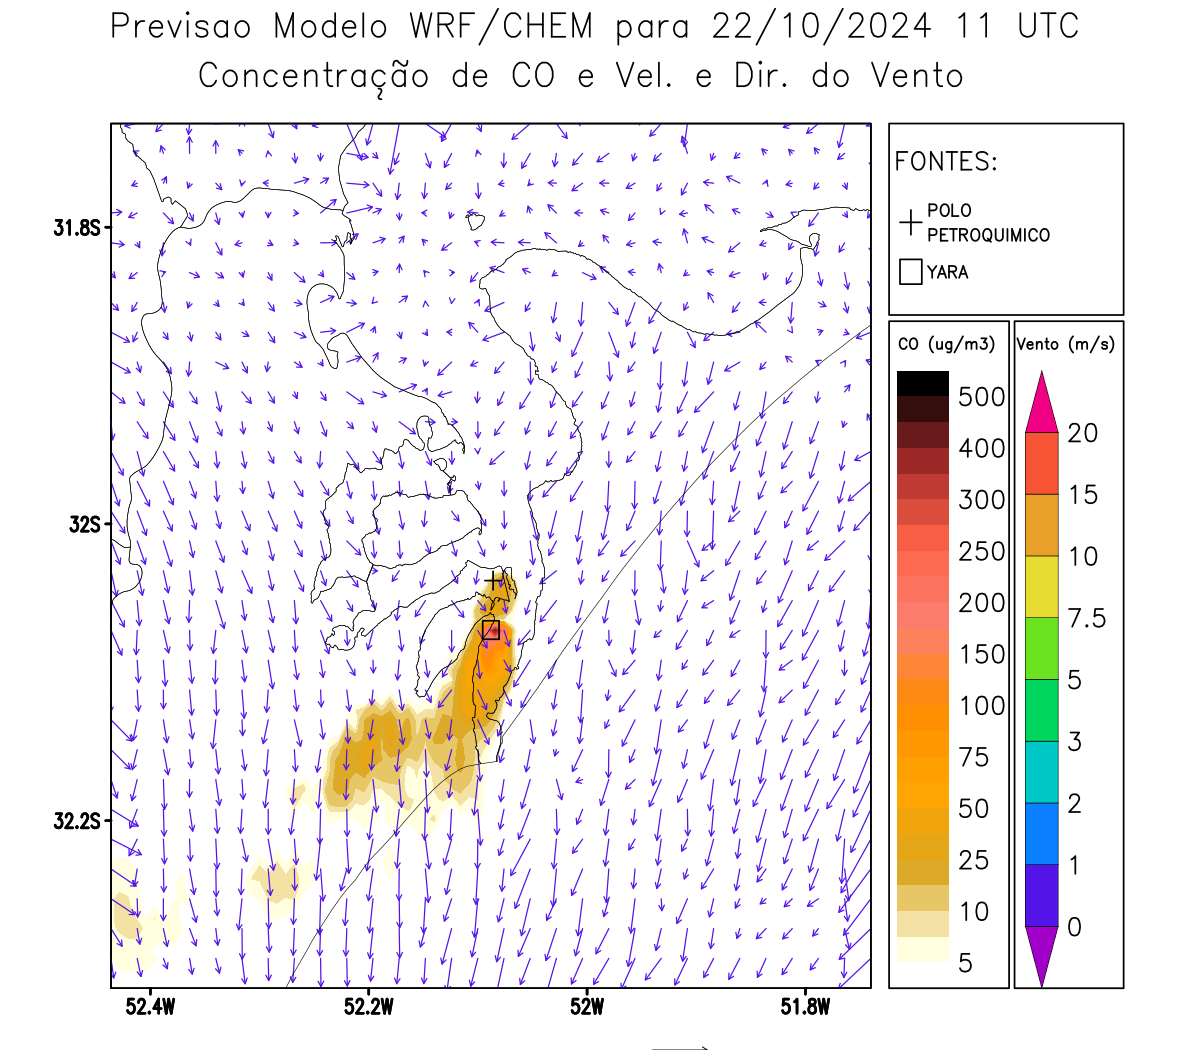 Previsao Modelo WRF/CHEM para 22/10/2024 11 UTC
Concentração de CO e Vel. e Dir. do Vento
FONTES:
POLO
PETROQUIMICO
YARA
CO (ug/m3)
500
400
300
250
200
150
100
75
50
25
10
5
Vento (m/s)
20
15
10
7.5
5
3
2
1
0
31.8S
32S
32.2S
52.4W
52.2W
52W
51.8W